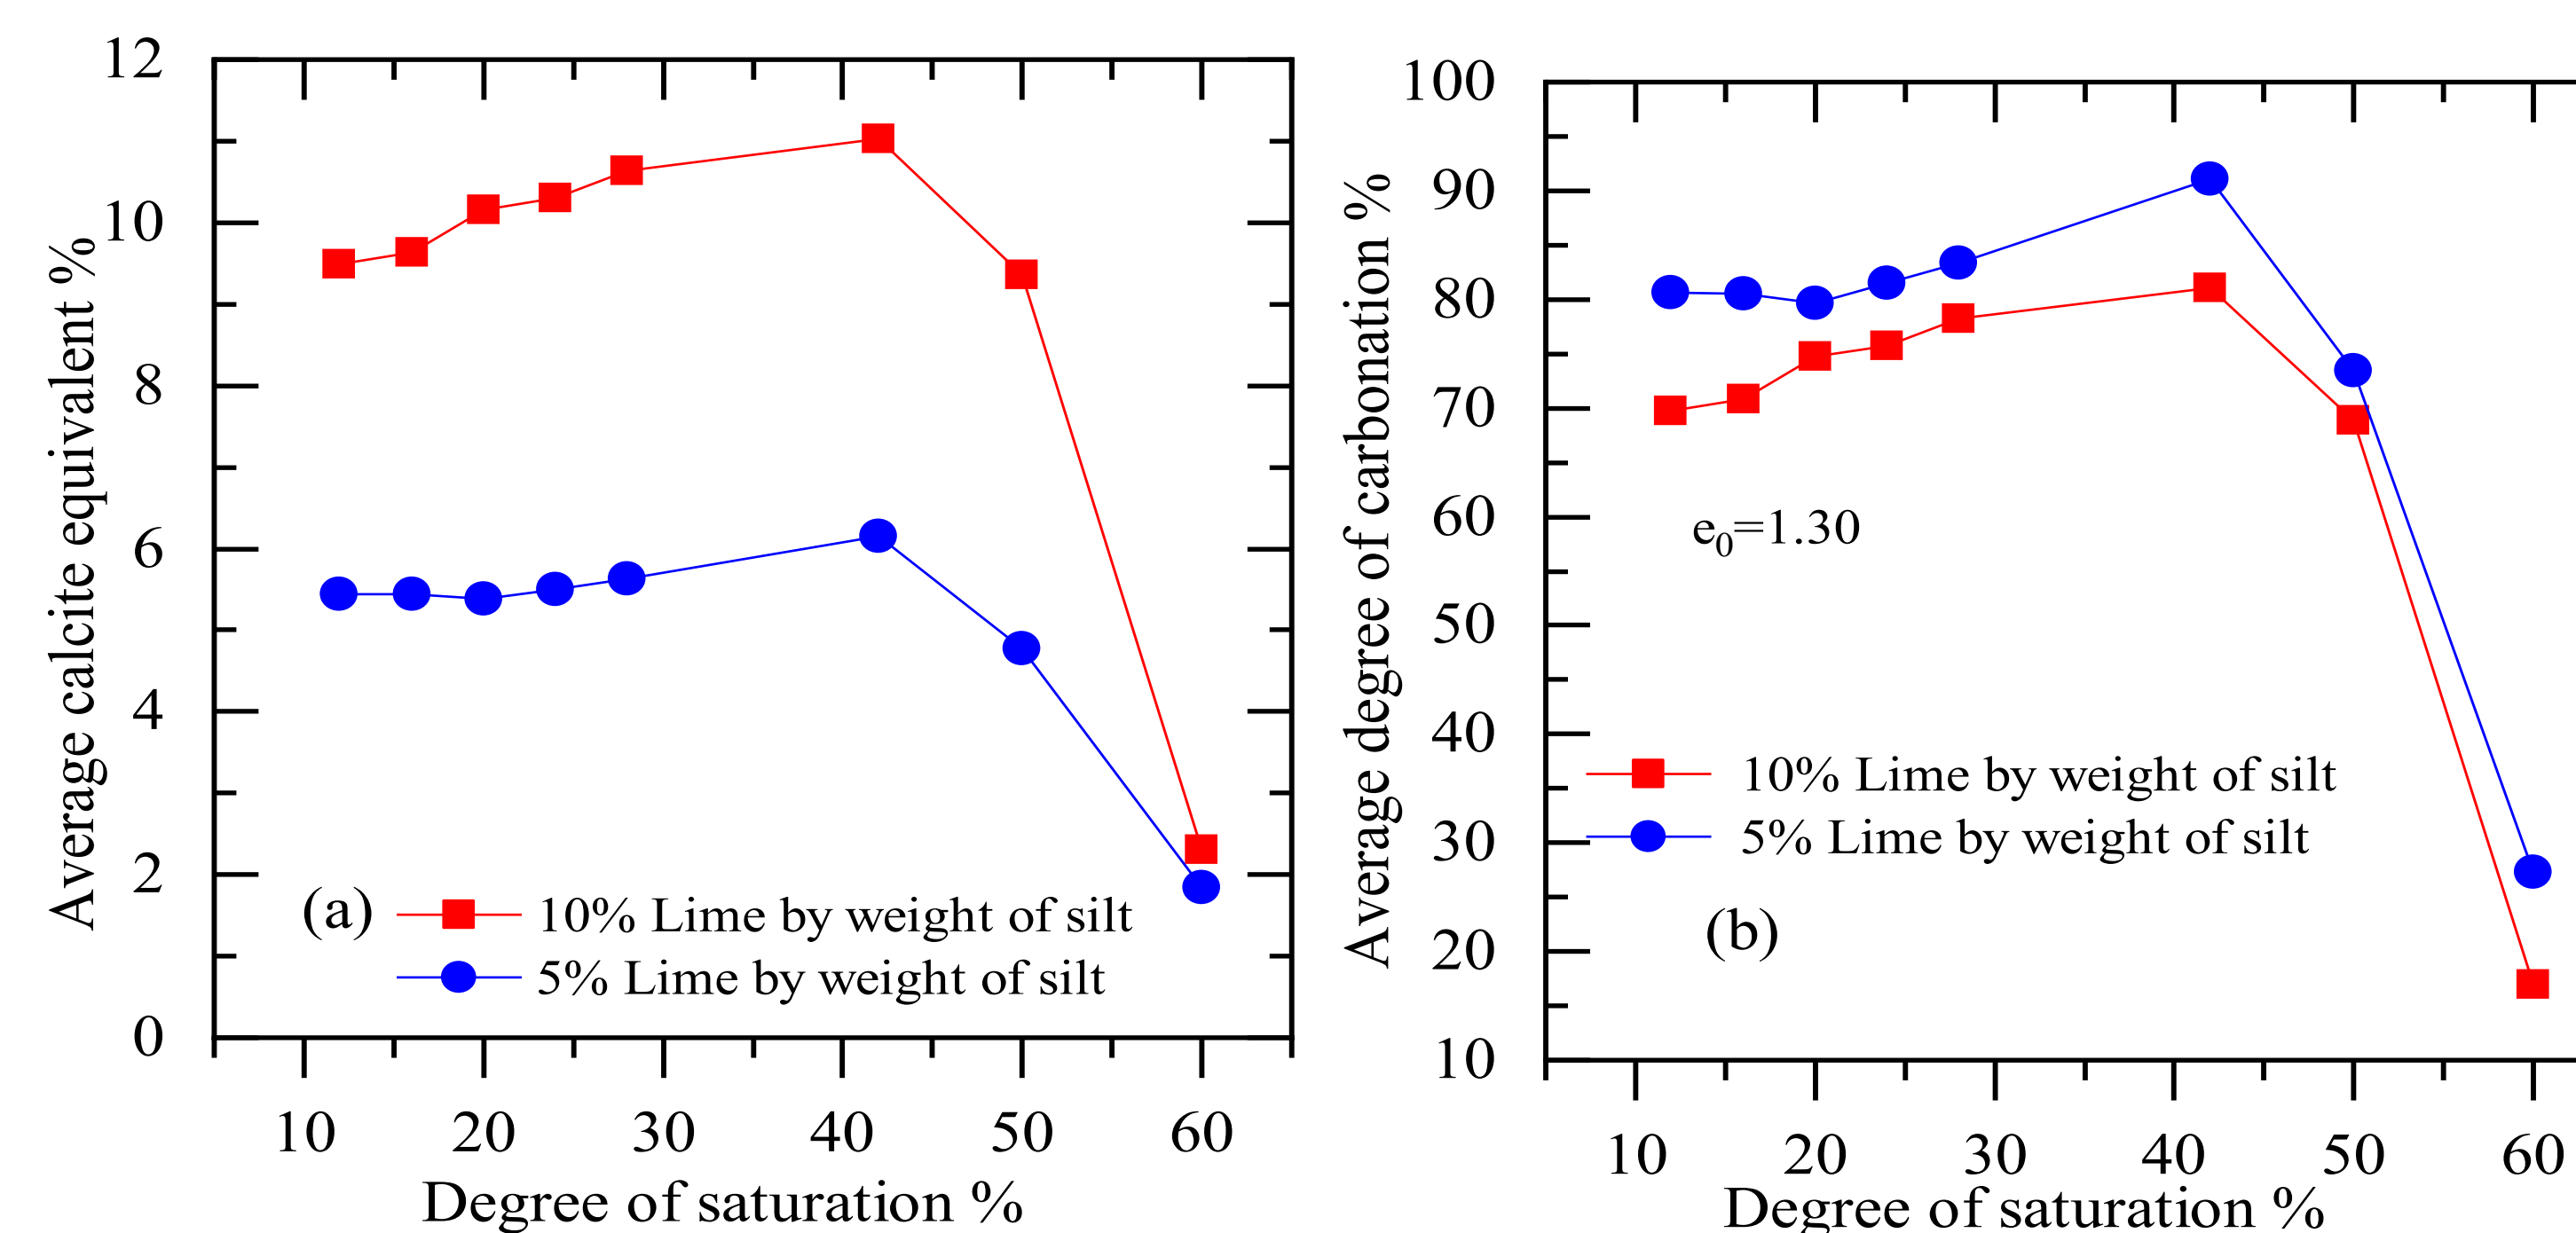 12
10
8
6
4
2
0
Average calcite equivalent %
(a)
10% Lime by weight of silt
5% Lime by weight of silt
10 20 30 40 50 60
Degree of saturation %
100
90
80
70
60
50
40
30
20
10
Average degree of carbonation %
e₀=1.30
10% Lime by weight of silt
5% Lime by weight of silt
(b)
10 20 30 40 50 60
Degree of saturation %